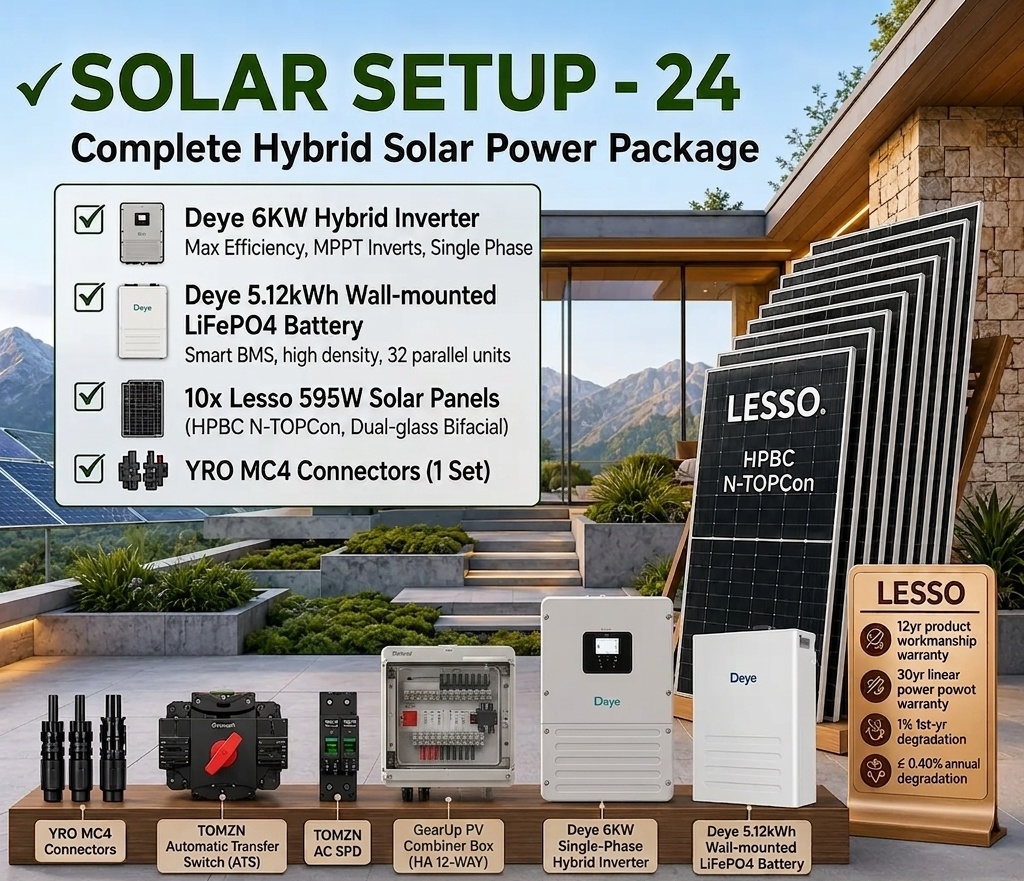 ✓SOLAR SETUP - 24
Complete Hybrid Solar Power Package
Deye 6KW Hybrid Inverter
Max Efficiency, MPPT Inverts, Single Phase
Deye
Deye 5.12kWh Wall-mounted
LiFePO4 Battery
Smart BMS, high density, 32 parallel units
10x Lesso 595W Solar Panels
(HPBC N-TOPCon, Dual-glass Bifacial)
YRO MC4 Connectors (1 Set)
LESSO.
HPBC
N-TOPCon
LESSO
12yr product
workmanship
warranty
30yr linear
power powot
warranty
1% 1st-yr
degradation
≤ 0.40% annual
degradation
Daye
Deye
YRO MC4
Connectors
TOMZN
Automatic Transfer
Switch (ATS)
TOMZN
AC SPD
GearUp PV
Combiner Box
(HA 12-WAY)
Deye 6KW
Single-Phase
Hybrid Inverter
Deye 5.12kWh
Wall-mounted
LiFePO4 Battery